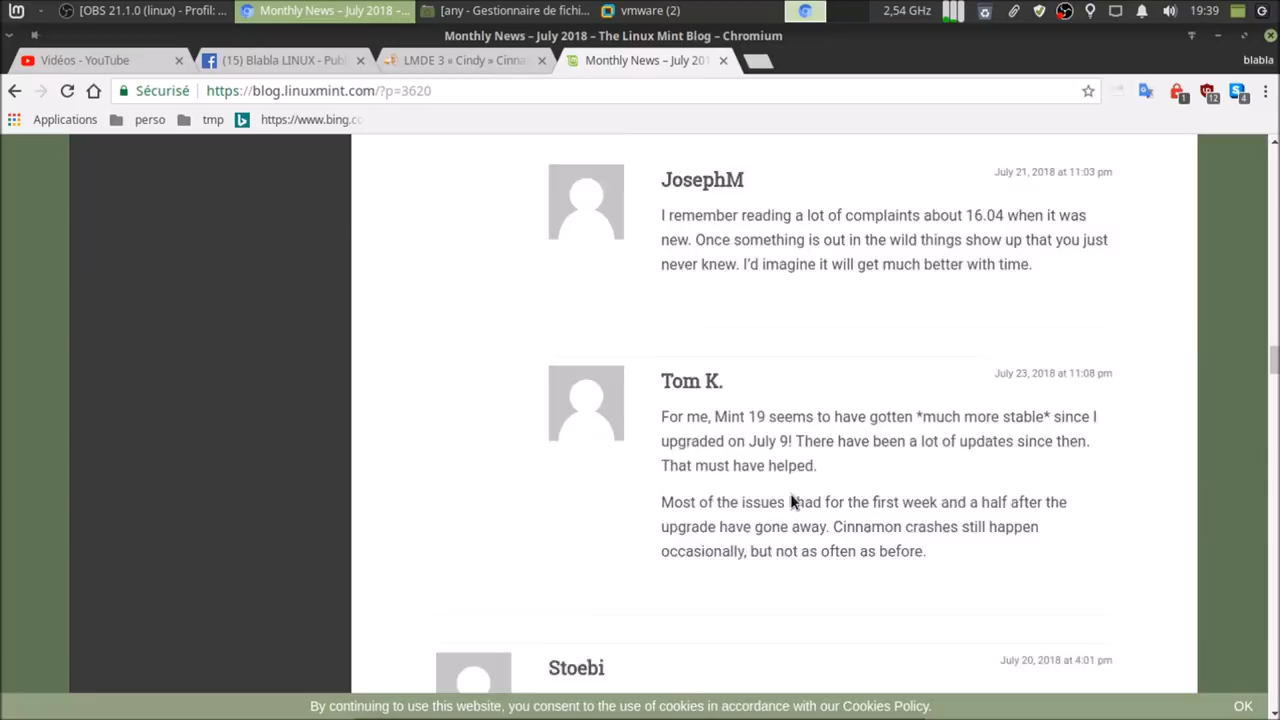 [OBS 21.1.0 (linux) - Profil: ...
Monthly News – July 2018 –...
[any - Gestionnaire de fichi...
vmware (2)
2,54 GHz
19:39
Monthly News – July 2018 – The Linux Mint Blog – Chromium
Vidéos - YouTube
(15) Blabla LINUX - Publ
LMDE 3 « Cindy » Cinna
Monthly News – July 201
blabla
Sécurisé
https://blog.linuxmint.com/?p=3620
1
12
4
Applications
perso
tmp
https://www.bing.co
JosephM
July 21, 2018 at 11:03 pm
I remember reading a lot of complaints about 16.04 when it was
new. Once something is out in the wild things show up that you just
never knew. I'd imagine it will get much better with time.
Tom K.
July 23, 2018 at 11:08 pm
For me, Mint 19 seems to have gotten *much more stable* since I
upgraded on July 9! There have been a lot of updates since then.
That must have helped.
Most of the issues I had for the first week and a half after the
upgrade have gone away. Cinnamon crashes still happen
occasionally, but not as often as before.
Stoebi
July 20, 2018 at 4:01 pm
By continuing to use this website, you consent to the use of cookies in accordance with our Cookies Policy.
OK